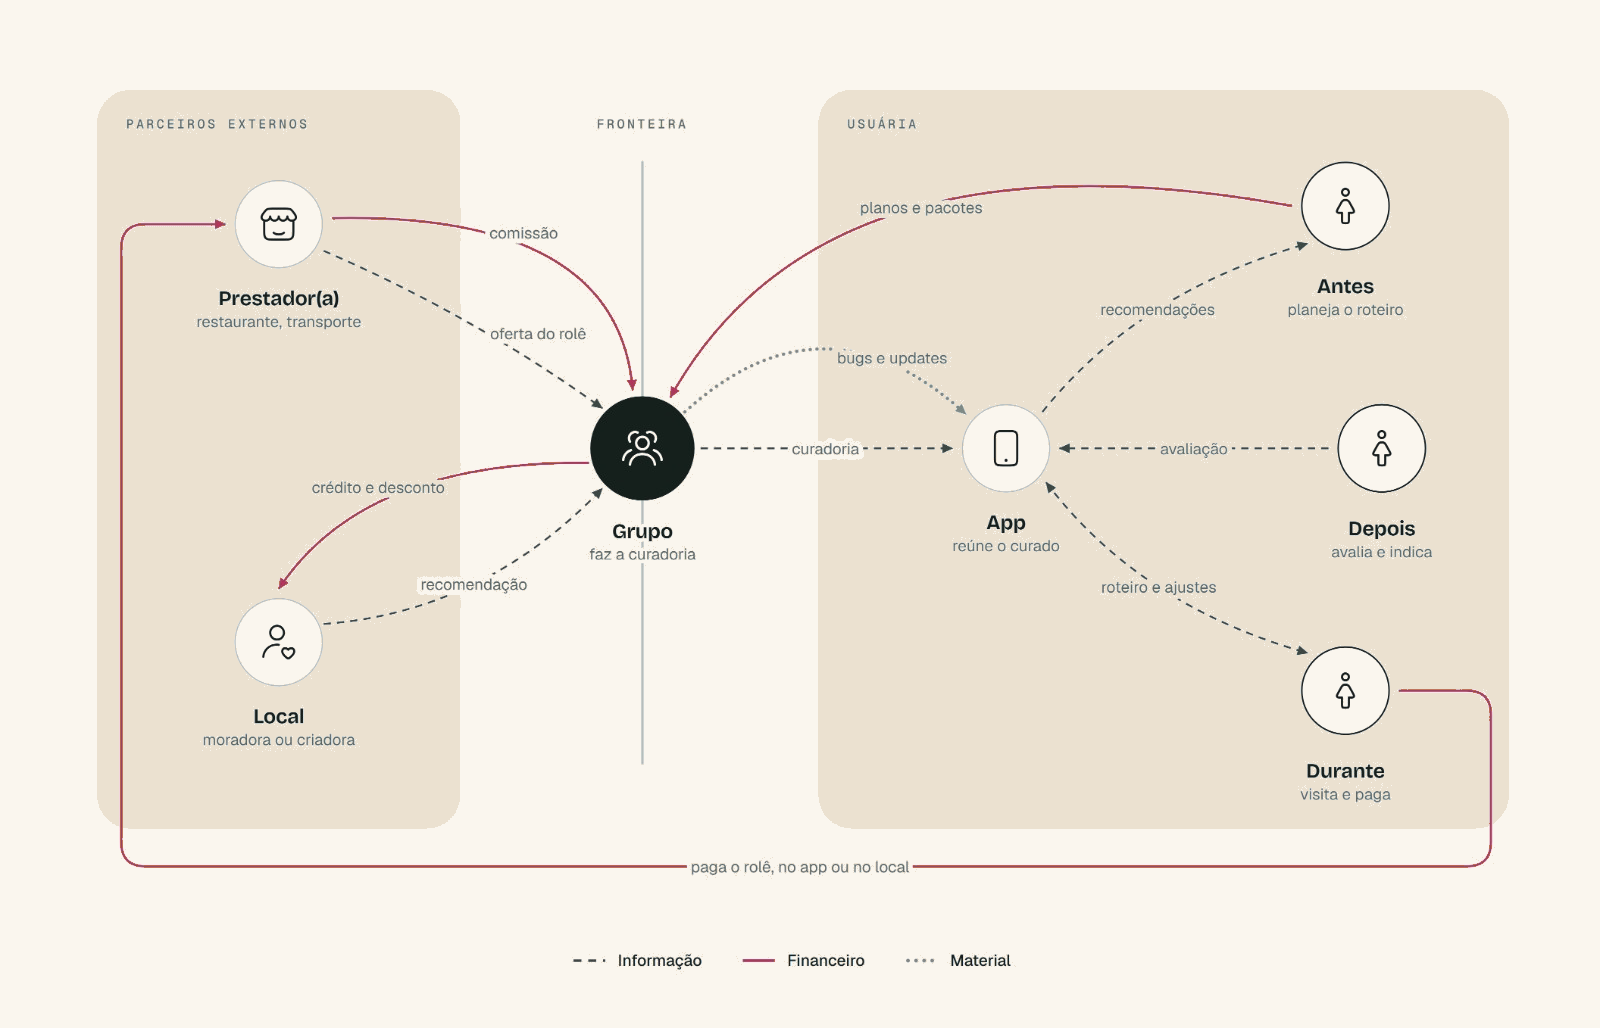 PARCEIROS EXTERNOS
FRONTEIRA
USUÁRIA
planos e pacotes
comissão
Prestador(a)
restaurante, transporte
Antes
planeja o roteiro
recomendações
oferta do rolê
bugs e updates
curadoria
avaliação
crédito e desconto
Grupo
faz a curadoria
App
reúne o curado
Depois
avalia e indica
recomendação
roteiro e ajustes
Local
moradora ou criadora
Durante
visita e paga
paga o rolê, no app ou no local
Informação
Financeiro
Material